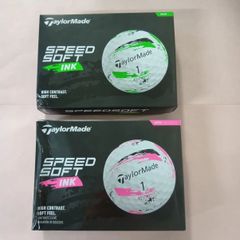 TaylorMade
SPEED
SOFT
INK
HIGH CONTRAST.
SOFT FEEL.
TaylorMade
1
TaylorMade
SPEED
SOFT
INK
HIGH CONTRAST.
SOFT FEEL.
TaylorMade
1